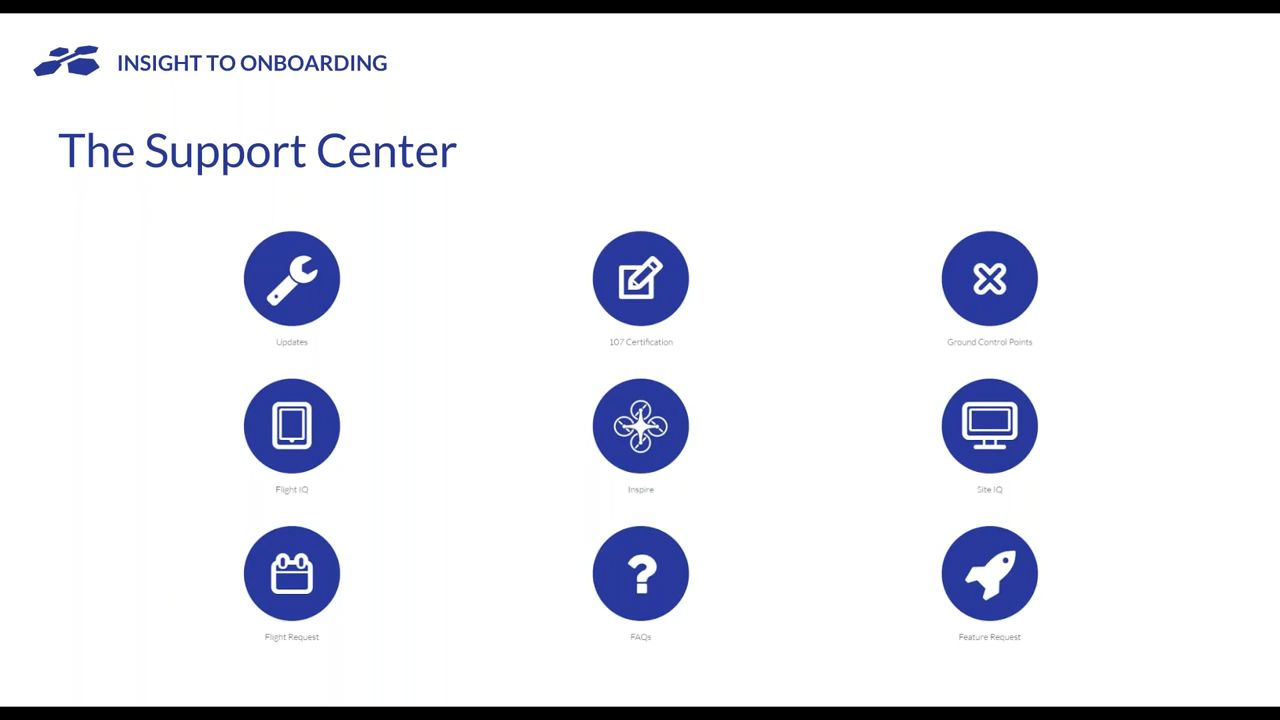 INSIGHT TO ONBOARDING
The Support Center
Updates
107 Certification
Ground Control Points
Flight IQ
Inspire
Site IQ
Flight Request
FAQs
Feature Request